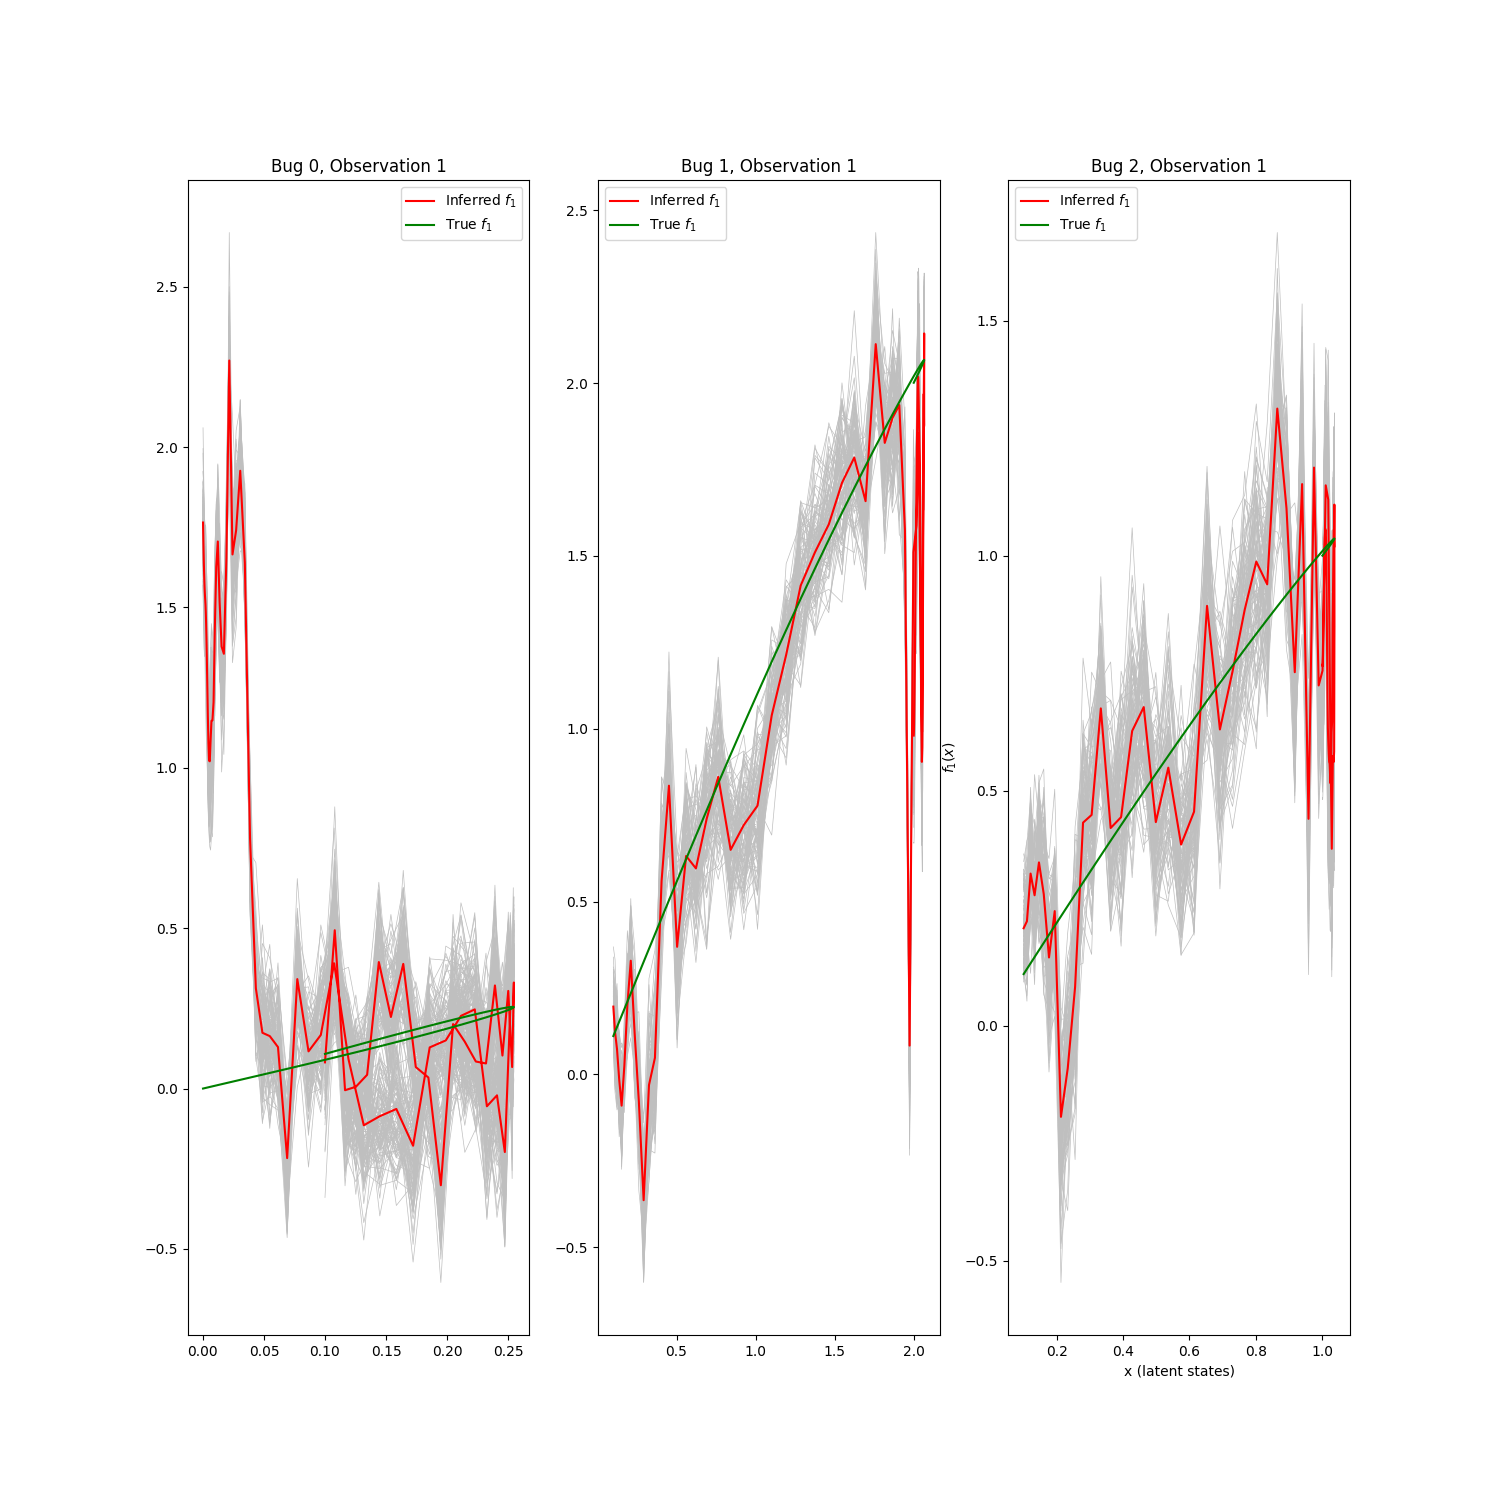 Bug 0, Observation 1
Inferred f₁
True f₁
2.5
2.0
1.5
1.0
0.5
0.0
−0.5
0.00 0.05 0.10 0.15 0.20 0.25
Bug 1, Observation 1
Inferred f₁
True f₁
2.5
2.0
1.5
1.0
0.5
0.0
−0.5
0.5 1.0 1.5 2.0
Bug 2, Observation 1
Inferred f₁
True f₁
f₁(x)
1.5
1.0
0.5
0.0
−0.5
0.2 0.4 0.6 0.8 1.0
x (latent states)